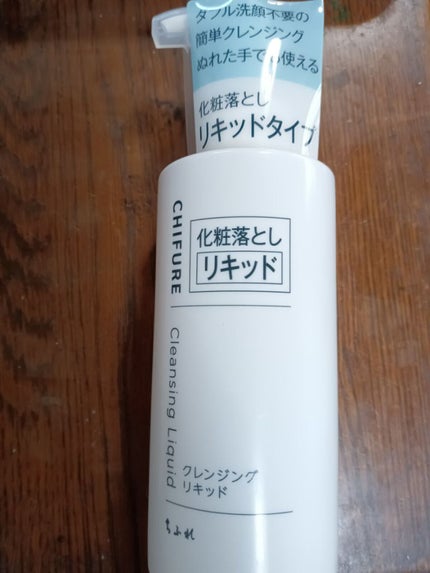 ダブル洗顔不要の
簡単クレンジング
ぬれた手でも使える
化粧落とし
リキッドタイプ
CHIFURE
Cleansing Liquid
化粧落とし
リキッド
クレンジング
リキッド
ちふれ